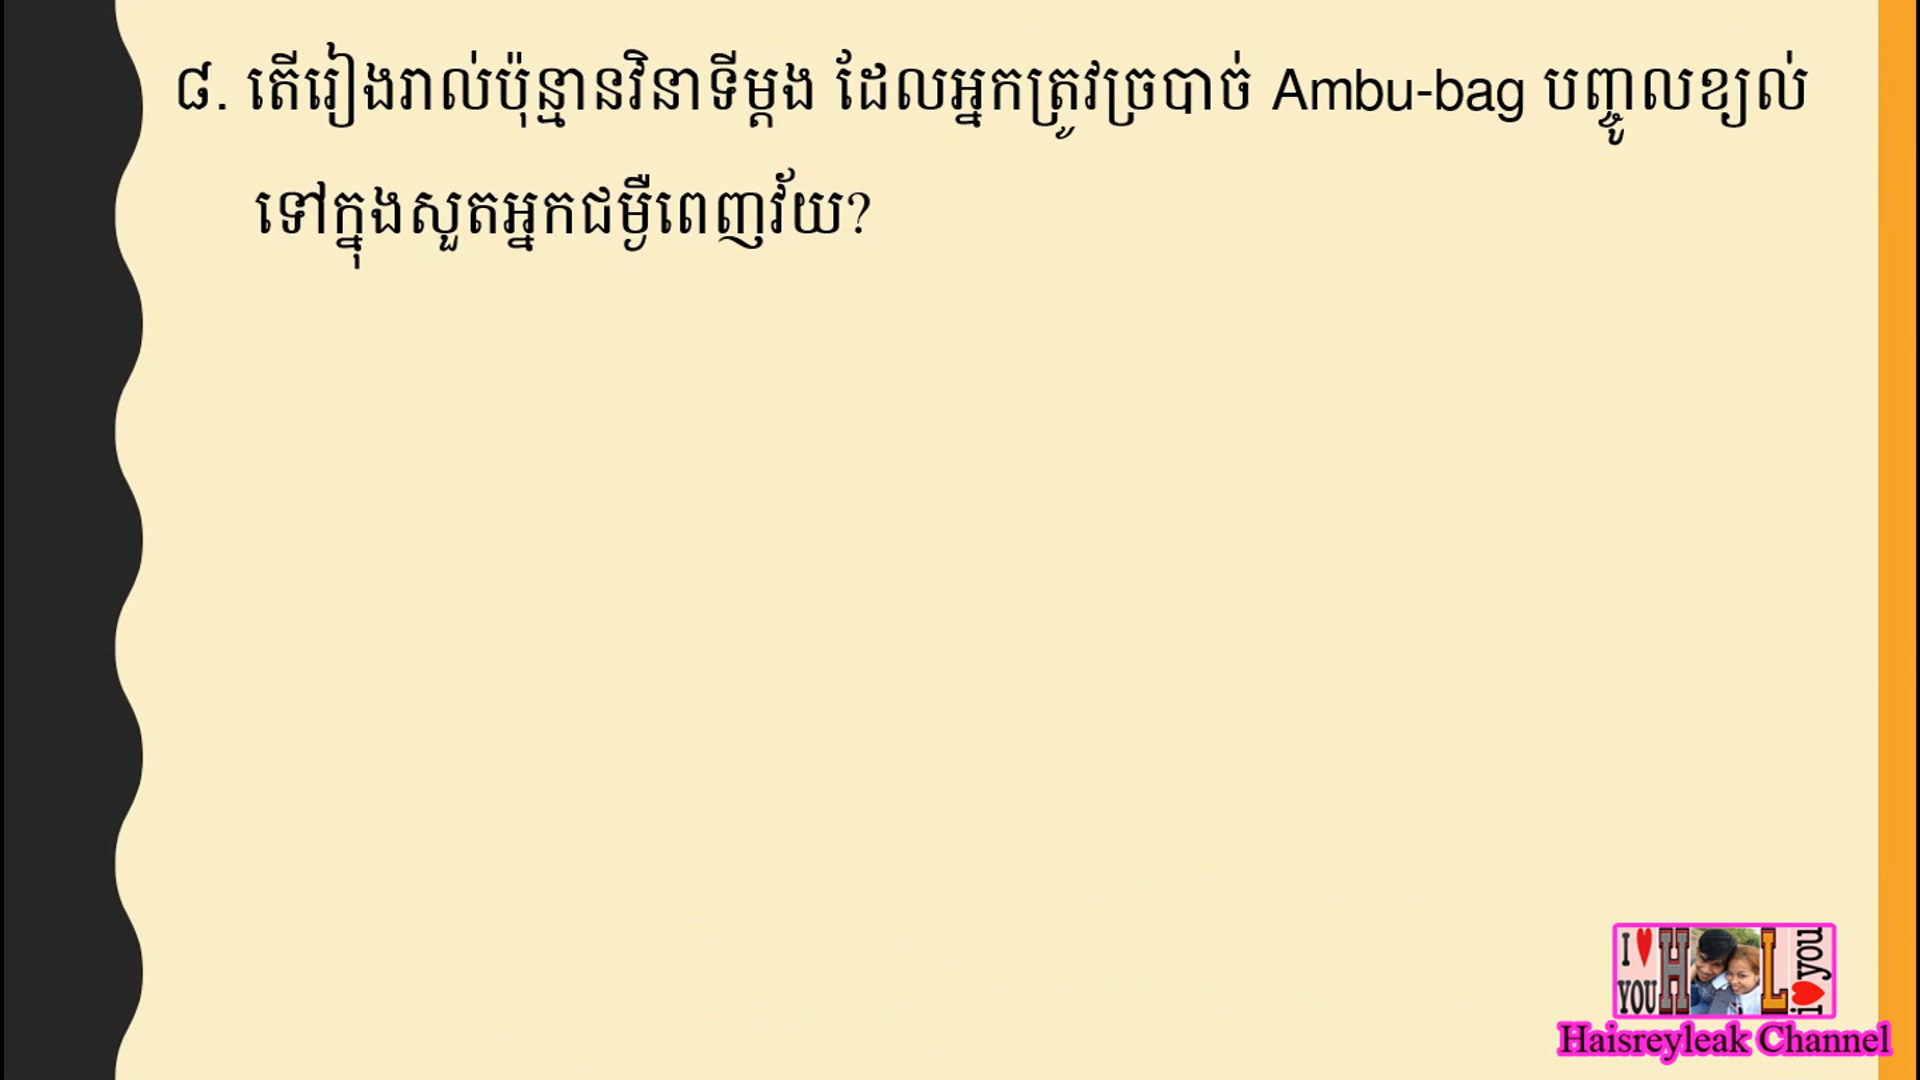 ៨. តើរៀងរាល់ប៉ុន្មានវិនាទីម្តង ដែលអ្នកត្រូវច្របាច់ Ambu-bag បញ្ចូលខ្យល់
ទៅក្នុងសួតអ្នកជម្ងឺពេញវ័យ?
I ♥ YOU H L i ♥ you
Haisreyleak Channel